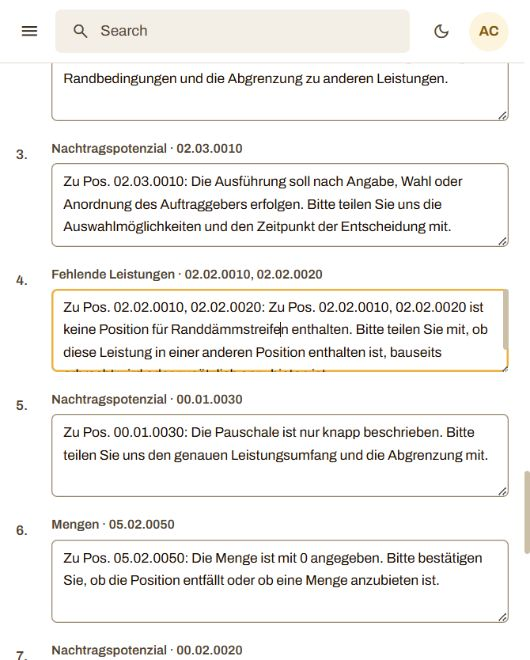 Search
AC
Randbedingungen und die Abgrenzung zu anderen Leistungen.
3.
Nachtragspotenzial · 02.03.0010
Zu Pos. 02.03.0010: Die Ausführung soll nach Angabe, Wahl oder
Anordnung des Auftraggebers erfolgen. Bitte teilen Sie uns die
Auswahlmöglichkeiten und den Zeitpunkt der Entscheidung mit.
4.
Fehlende Leistungen · 02.02.0010, 02.02.0020
Zu Pos. 02.02.0010, 02.02.0020: Zu Pos. 02.02.0010, 02.02.0020 ist
keine Position für Randdämmstreifen enthalten. Bitte teilen Sie mit, ob
diese Leistung in einer anderen Position enthalten ist, bauseits
5.
Nachtragspotenzial · 00.01.0030
Zu Pos. 00.01.0030: Die Pauschale ist nur knapp beschrieben. Bitte
teilen Sie uns den genauen Leistungsumfang und die Abgrenzung mit.
6.
Mengen · 05.02.0050
Zu Pos. 05.02.0050: Die Menge ist mit 0 angegeben. Bitte bestätigen
Sie, ob die Position entfällt oder ob eine Menge anzubieten ist.
7.
Nachtragspotenzial · 00.02.0020